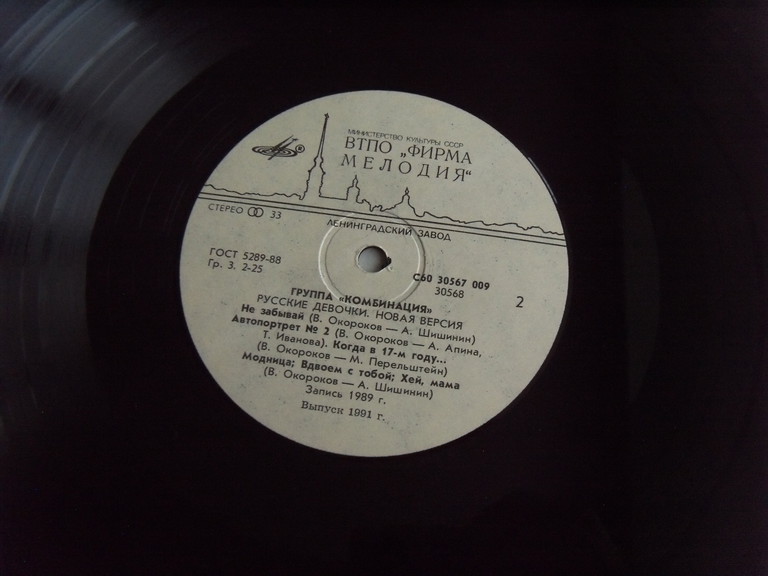 МИНИСТЕРСТВО КУЛЬТУРЫ СССР
ВТПО „ФИРМА
МЕЛОДИЯ“
СТЕРЕО 33
ЛЕНИНГРАДСКИЙ ЗАВОД
ГОСТ 5289-88
Гр. 3. 2-25
С60 30567 009
30568
2
ГРУППА «КОМБИНАЦИЯ»
РУССКИЕ ДЕВОЧКИ. НОВАЯ ВЕРСИЯ
Не забывай (В. Окороков — А. Шишинин)
Автопортрет № 2 (В. Окороков — А. Апина,
Т. Иванова). Когда в 17-м году...
(В. Окороков — М. Перельштейн)
Модница; Вдвоем с тобой; Хей, мама
(В. Окороков — А. Шишинин)
Запись 1989 г.
Выпуск 1991 г.